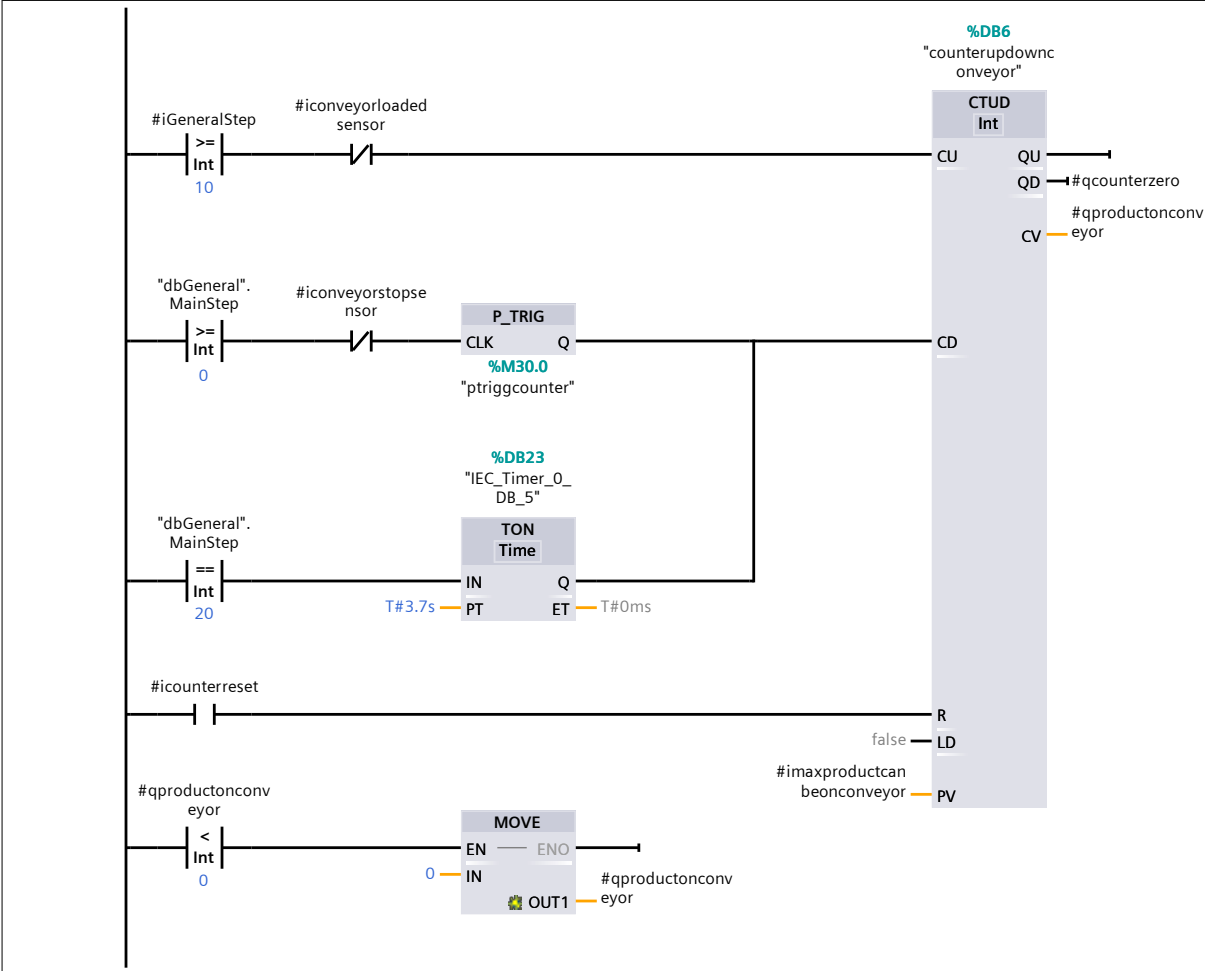 %DB6
"counterupdownc
onveyor"
CTUD
Int
#iGeneralStep
>=
Int
10
#iconveyorloaded
sensor
CU
QU
QD
#qcounterzero
CV
#qproductonconv
eyor
"dbGeneral".
MainStep
>=
Int
0
#iconveyorstopse
nsor
P_TRIG
CLK
Q
%M30.0
"ptriggcounter"
CD
%DB23
"IEC_Timer_0_
DB_5"
TON
Time
"dbGeneral".
MainStep
==
Int
20
IN
Q
T#3.7s
PT
ET
T#0ms
#icounterreset
R
false
LD
#imaxproductcan
beonconveyor
PV
#qproductonconv
eyor
<
Int
0
MOVE
EN
ENO
0
IN
OUT1
#qproductonconv
eyor